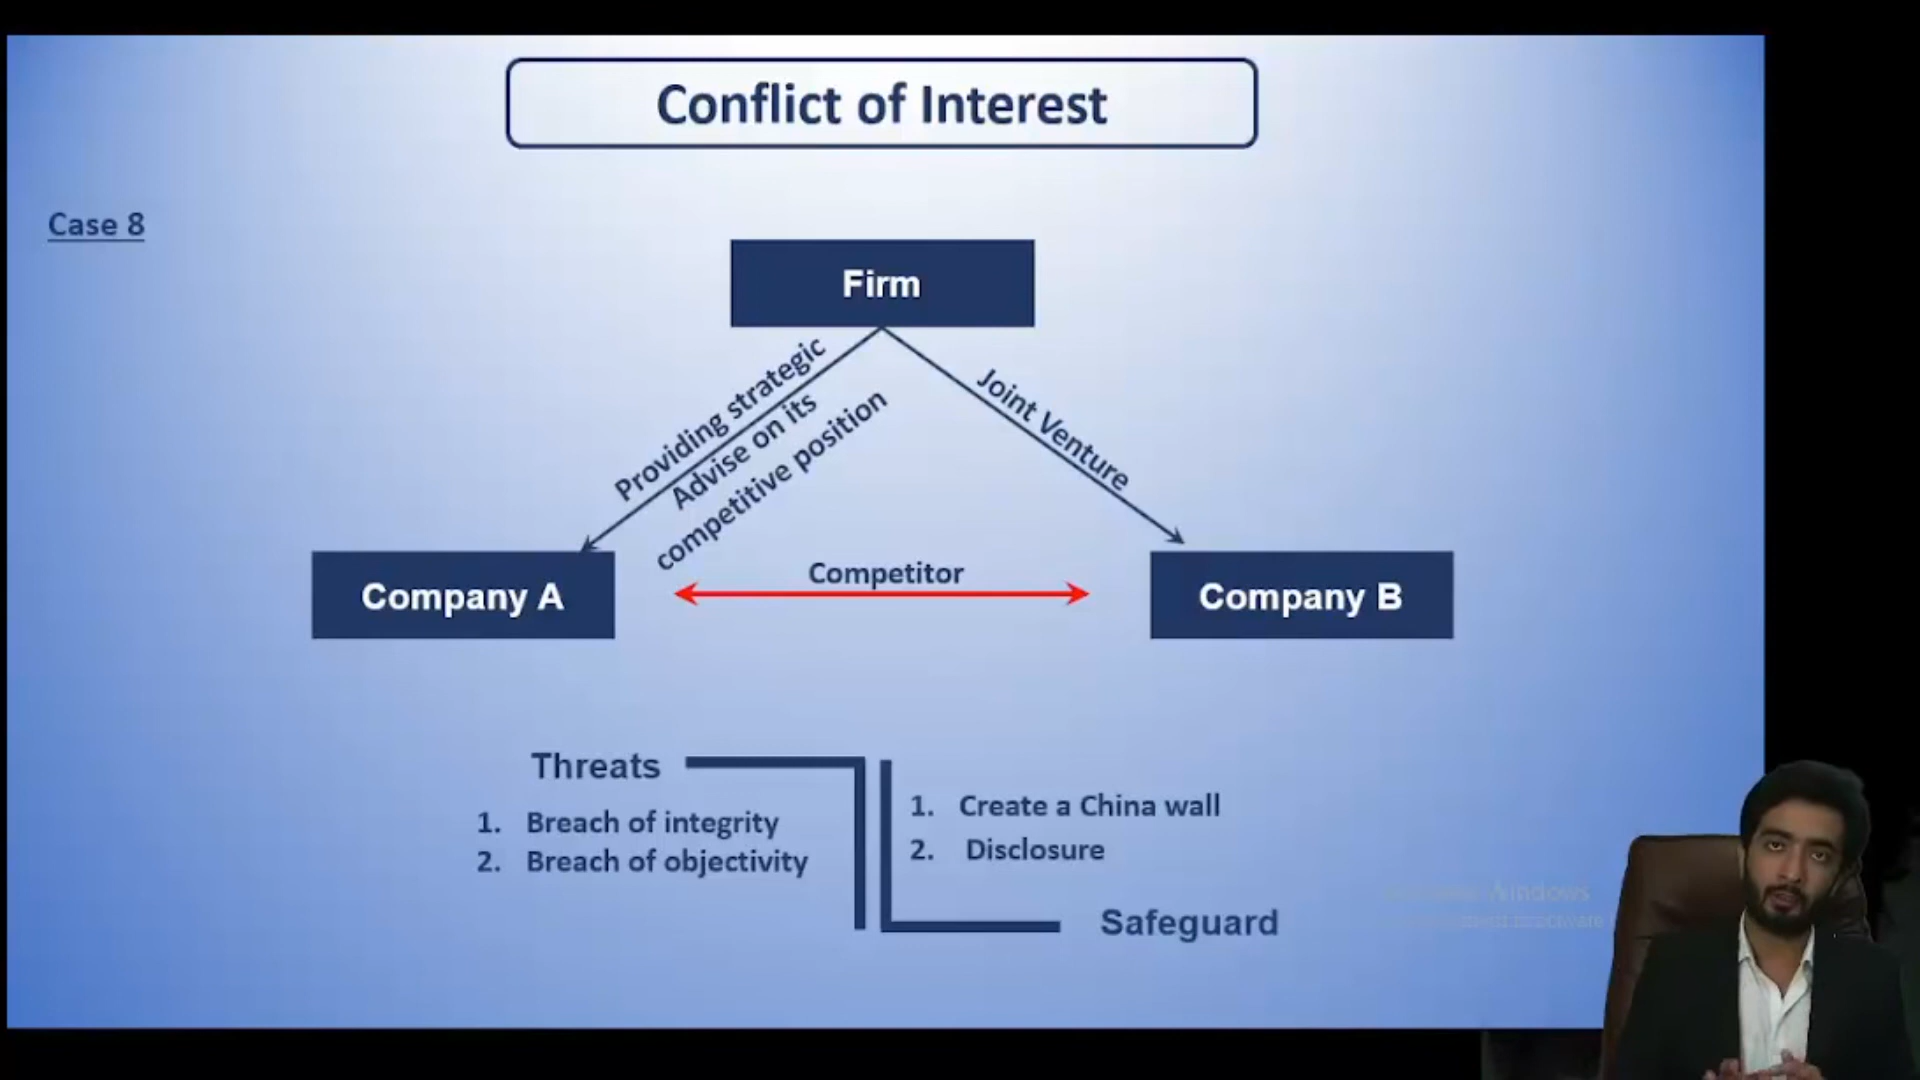 Conflict of Interest
Case 8
Firm
Providing strategic
Advise on its
competitive position
Joint Venture
Company A
Competitor
Company B
Threats
1. Breach of integrity
2. Breach of objectivity
1. Create a China wall
2. Disclosure
Safeguard
Windows